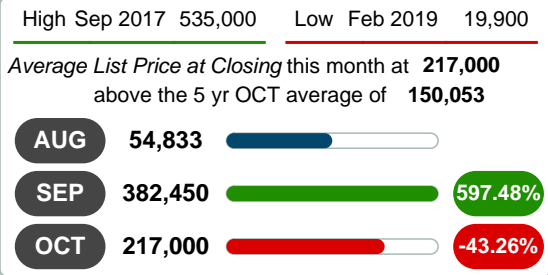 High Sep 2017 535,000 Low Feb 2019 19,900
Average List Price at Closing this month at 217,000
above the 5 yr OCT average of 150,053
AUG 54,833
SEP 382,450 597.48%
OCT 217,000 -43.26%